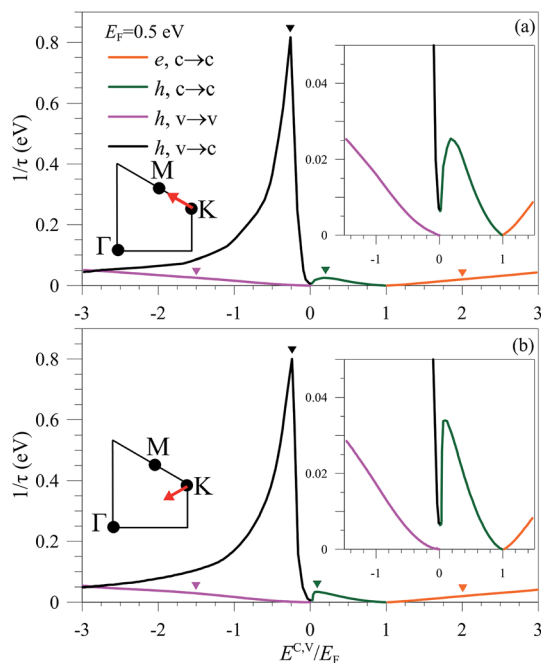 (a)
E_F=0.5 eV
e, c→c
h, c→c
h, v→v
h, v→c
1/τ (eV)
0.8
0.6
0.4
0.2
0
M
K
Γ
0.04
0.02
0
-1
0
1
-3
-2
-1
0
1
2
3
(b)
1/τ (eV)
0.8
0.6
0.4
0.2
0
M
K
Γ
0.04
0.02
0
-1
0
1
-3
-2
-1
0
1
2
3
E^C,V/E_F